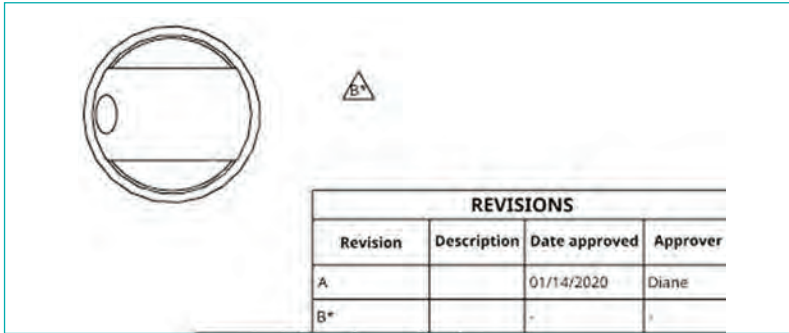 B*
REVISIONS
Revision Description Date approved Approver
A 01/14/2020 Diane
B* - -